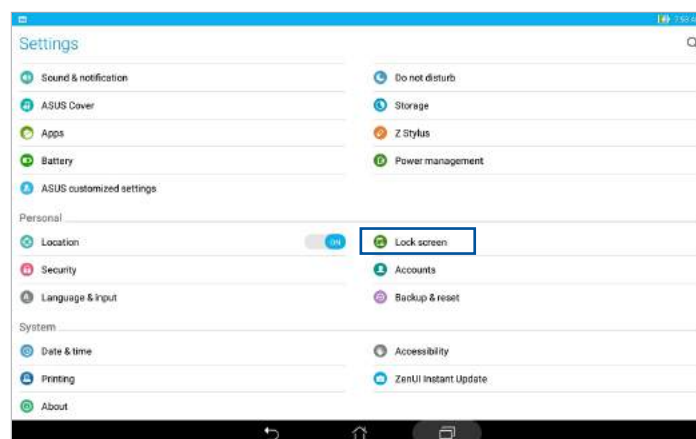 Settings
Sound & notification
Do not disturb
ASUS Cover
Storage
Apps
Z Stylus
Battery
Power management
ASUS customized settings
Personal
Location ON
Lock screen
Security
Accounts
Language & input
Backup & reset
System
Date & time
Accessibility
Printing
ZenUI Instant Update
About